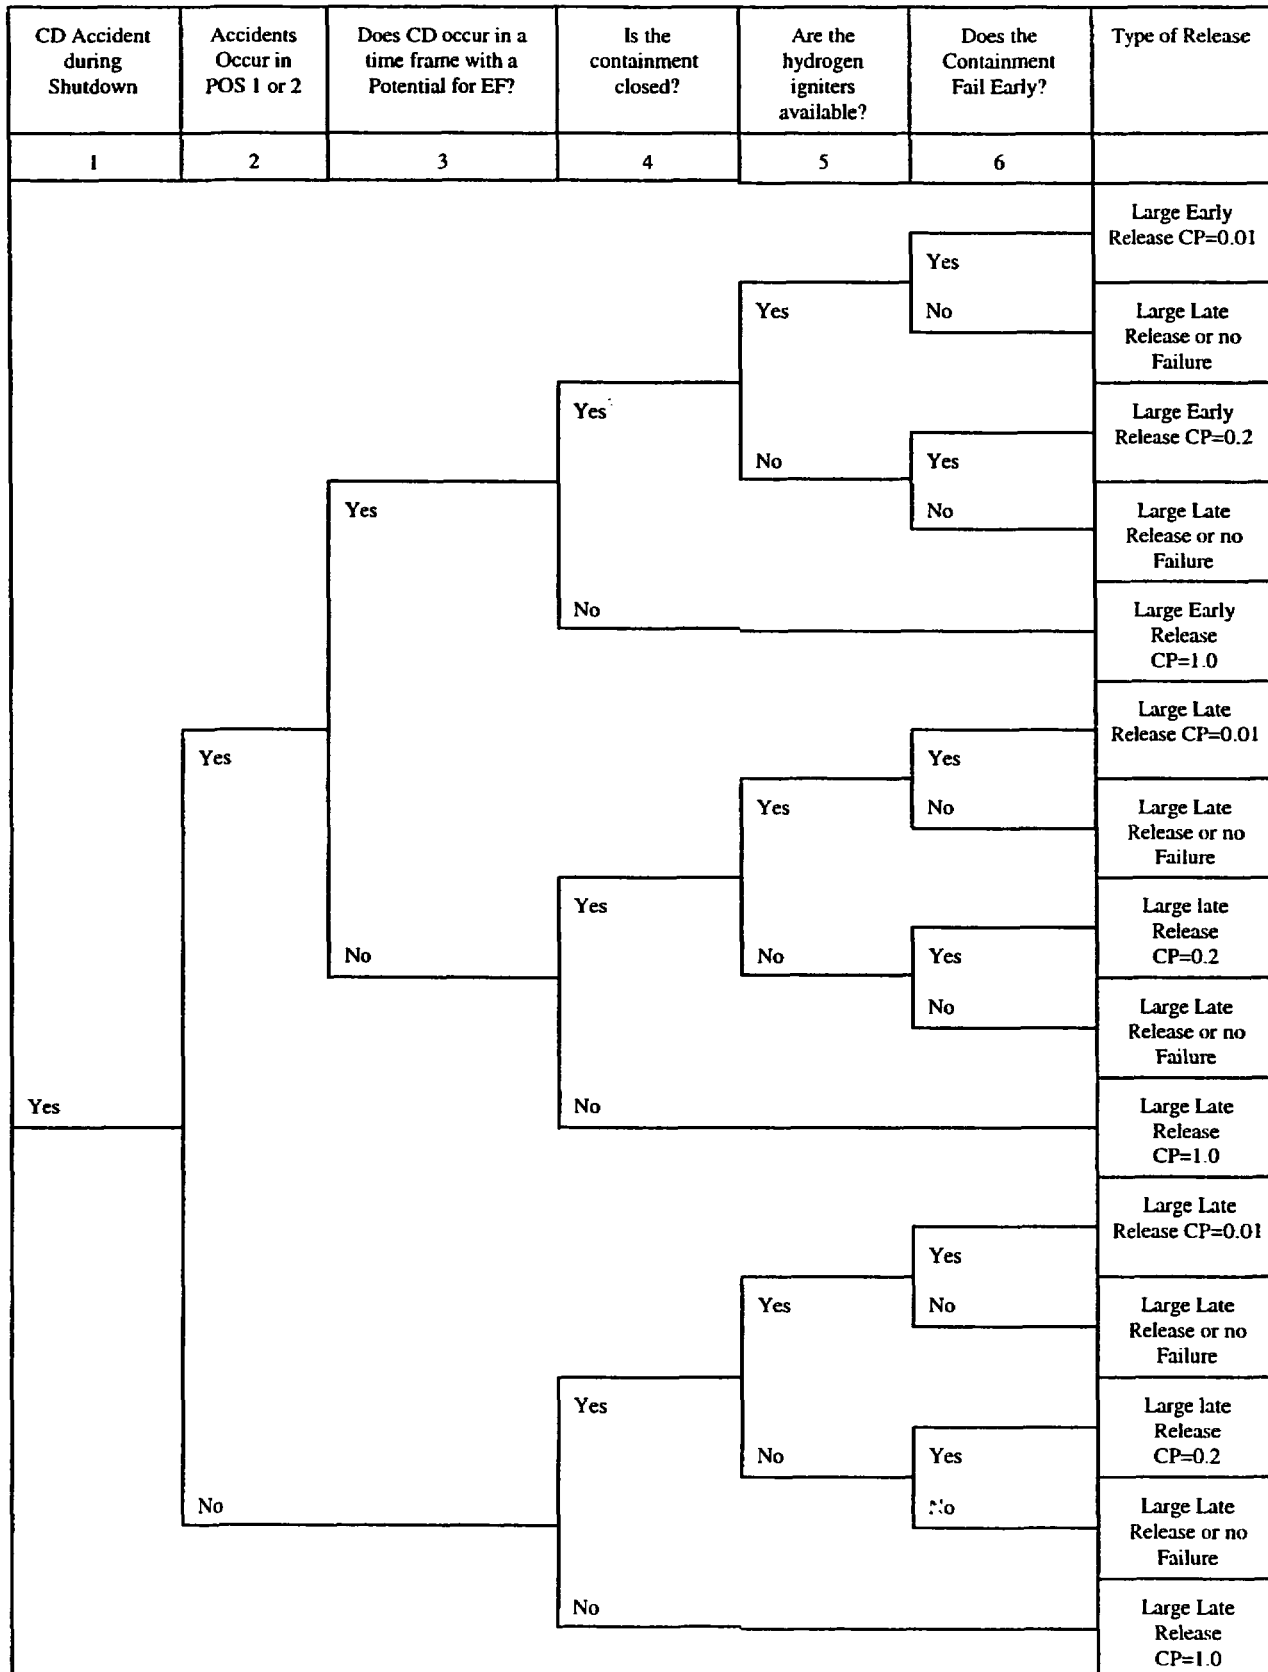 CD Accident
during
Shutdown
Accidents
Occur in
POS 1 or 2
Does CD occur in a
time frame with a
Potential for EF?
Is the
containment
closed?
Are the
hydrogen
igniters
available?
Does the
Containment
Fail Early?
Type of Release
1
2
3
4
5
6
Large Early
Release CP=0.01
Yes
Yes
No
Large Late
Release or no
Failure
Yes
Large Early
Release CP=0.2
No
Yes
Yes
No
Large Late
Release or no
Failure
No
Large Early
Release
CP=1.0
Large Late
Release CP=0.01
Yes
Yes
Yes
No
Large Late
Release or no
Failure
Yes
Large late
Release
CP=0.2
No
No
Yes
No
Large Late
Release or no
Failure
Yes
No
Large Late
Release
CP=1.0
Large Late
Release CP=0.01
Yes
Yes
No
Large Late
Release or no
Failure
Yes
Large late
Release
CP=0.2
No
Yes
No
No
Large Late
Release or no
Failure
No
Large Late
Release
CP=1.0